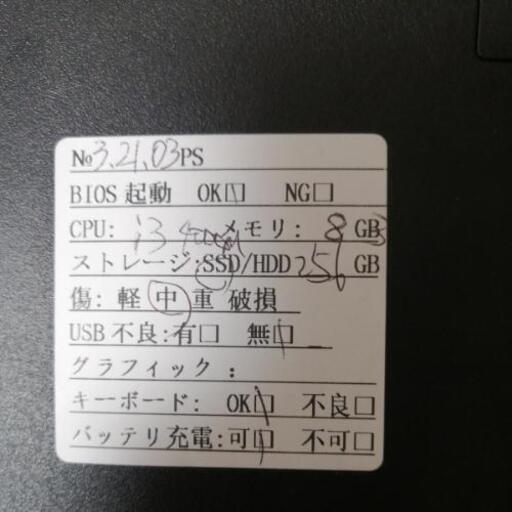 №3.21.03PS
BIOS 起動 OK☑ NG□
CPU: i3 4000M メモリ: 8 GB
ストレージ:SSD/HDD 256 GB
傷: 軽 中 重 破損
USB 不良:有□ 無☑
グラフィック:
キーボード: OK☑ 不良□
バッテリ充電:可☑ 不可□